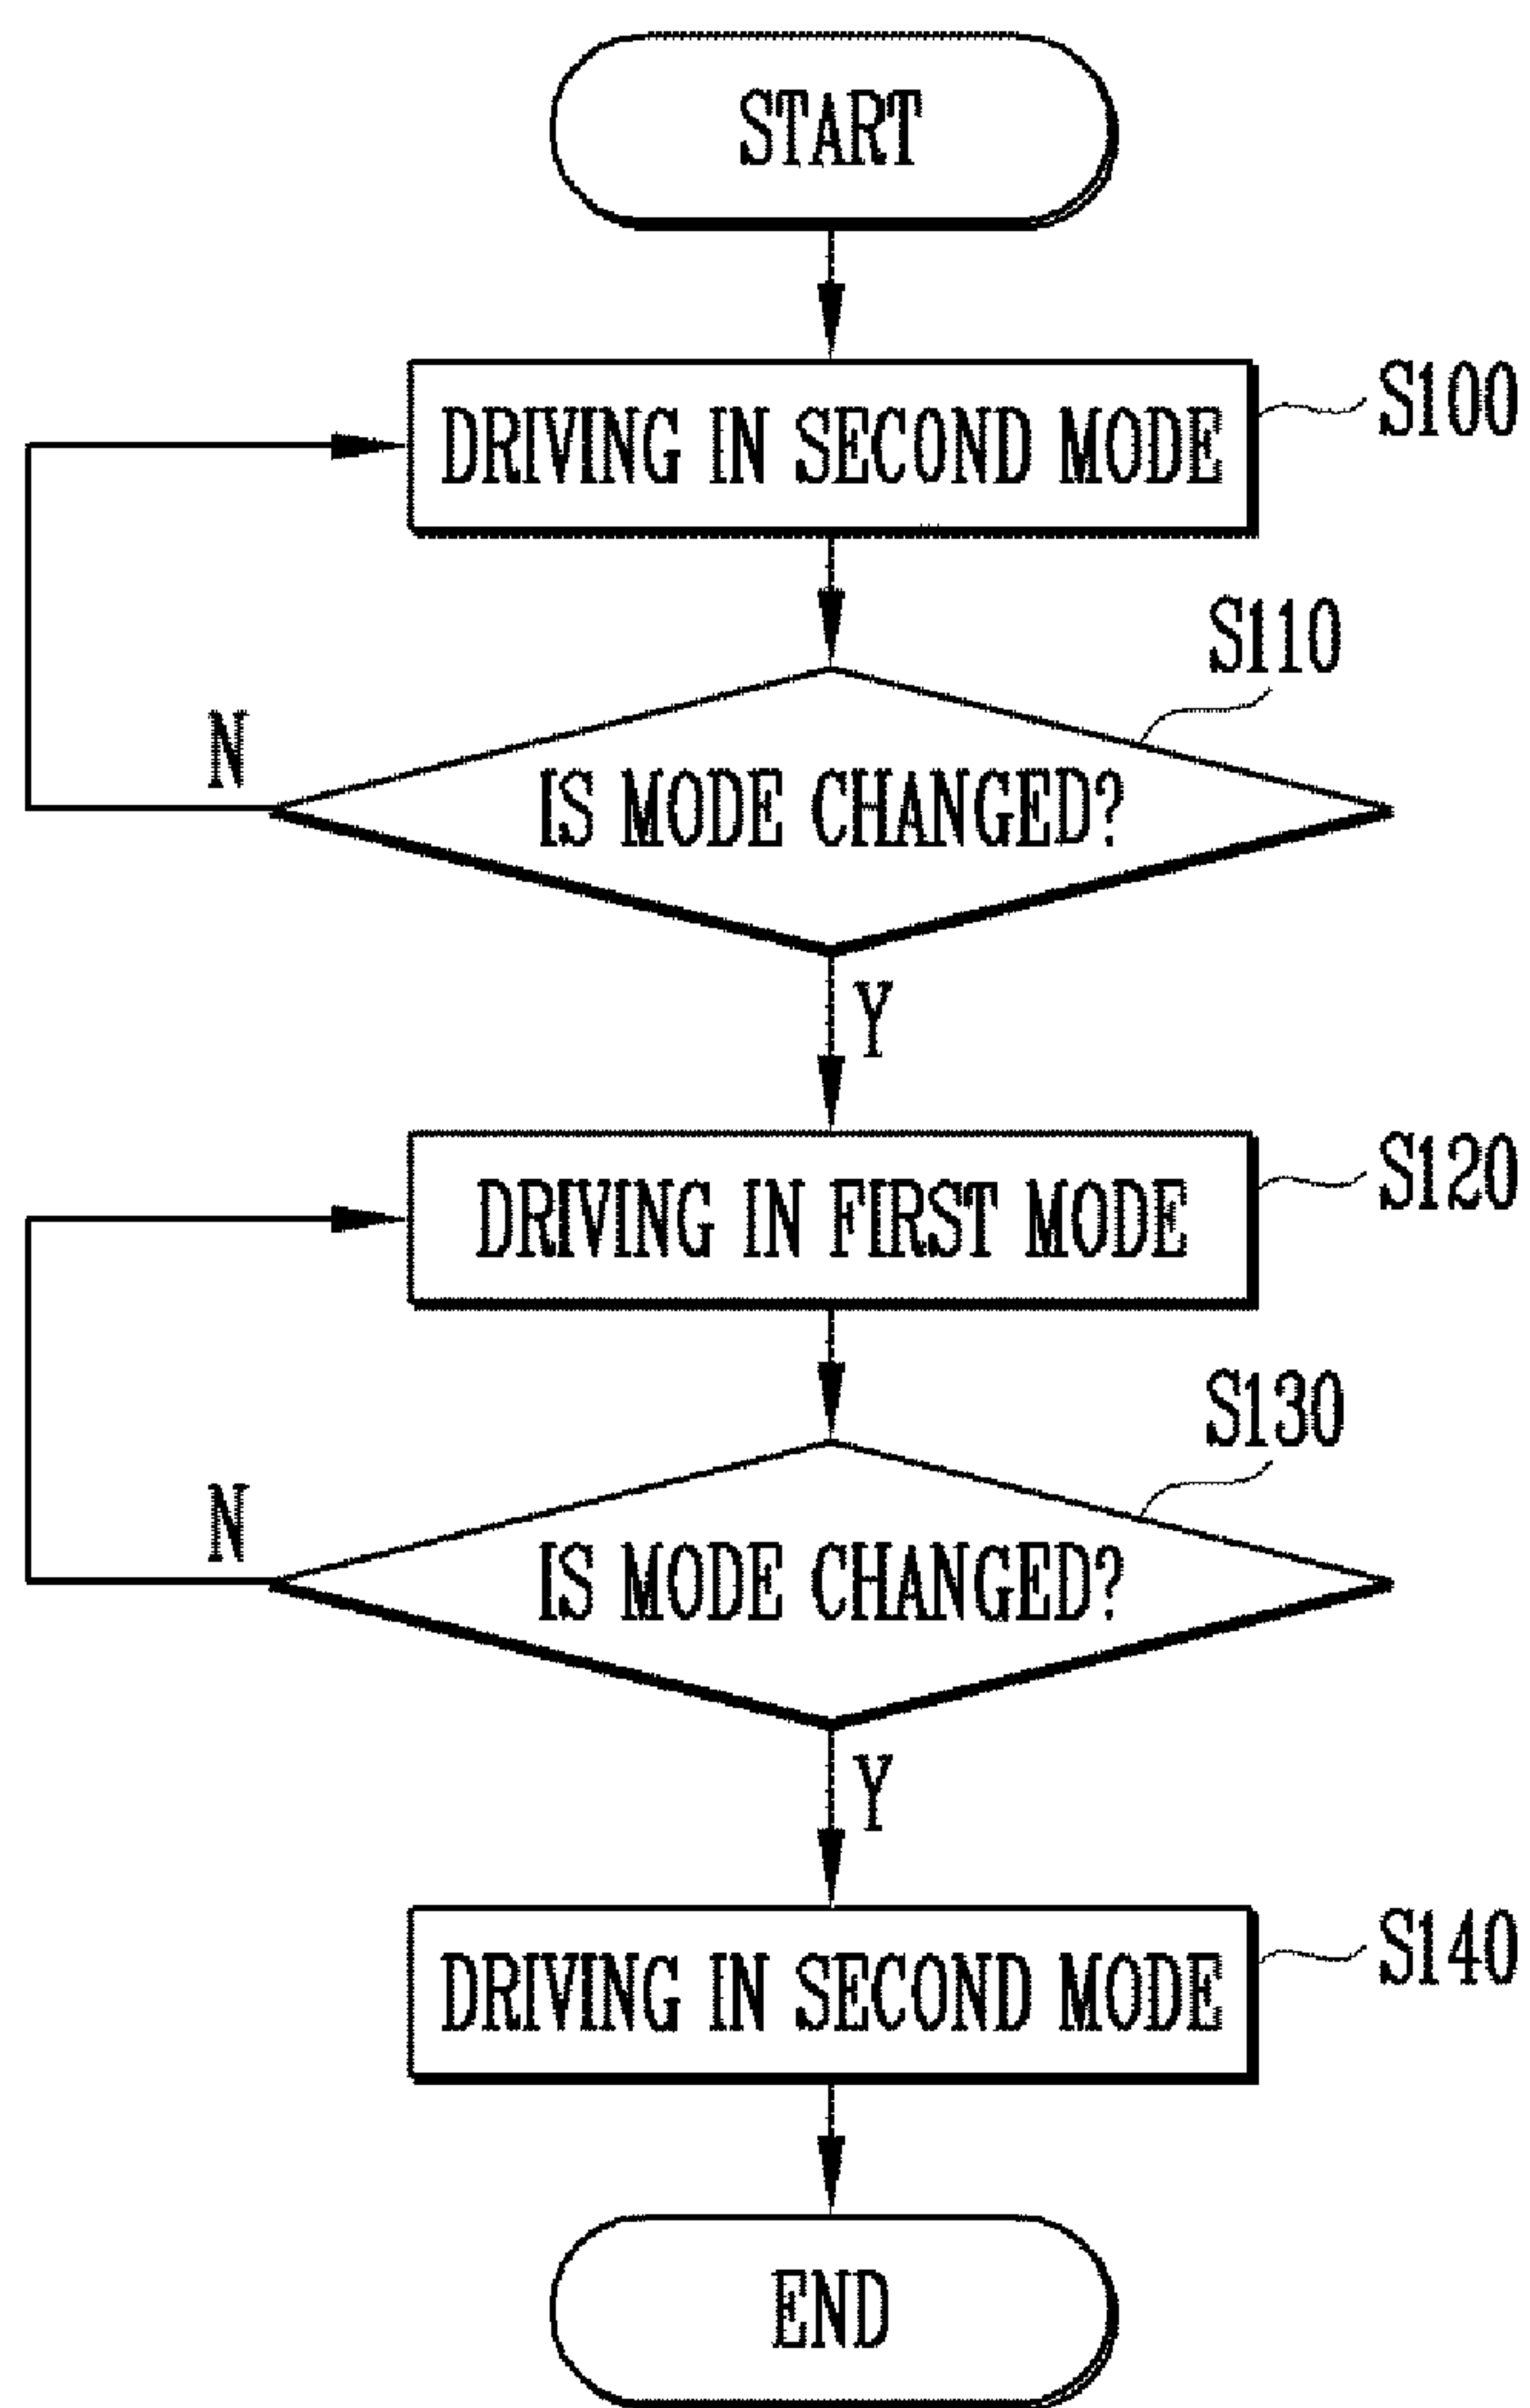 START
DRIVING IN SECOND MODE
S100
S110
IS MODE CHANGED?
N
Y
DRIVING IN FIRST MODE
S120
S130
IS MODE CHANGED?
N
Y
DRIVING IN SECOND MODE
S140
END